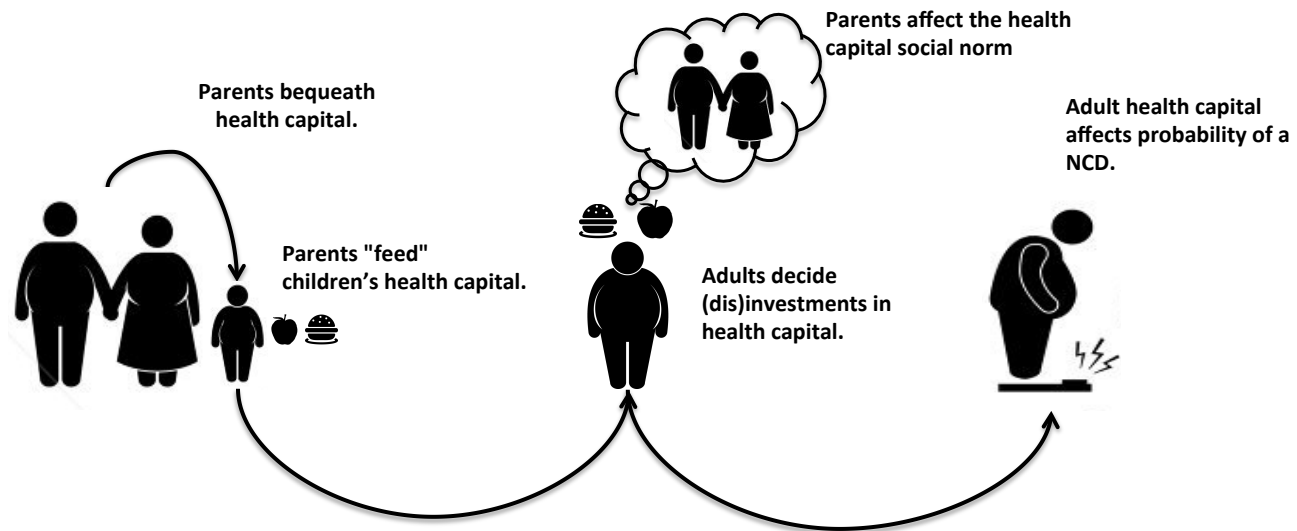 Parents bequeath
health capital.
Parents "feed"
children’s health capital.
Parents affect the health
capital social norm
Adults decide
(dis)investments in
health capital.
Adult health capital
affects probability of a
NCD.